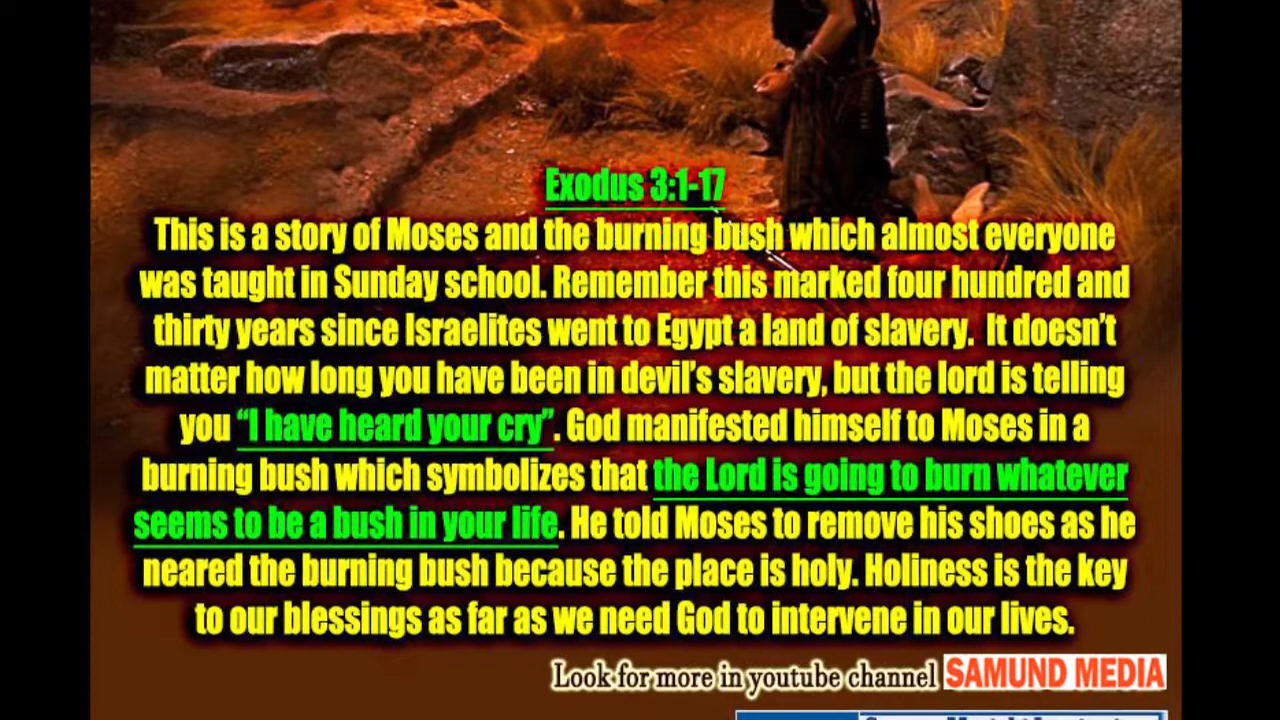 Exodus 3:1-17
This is a story of Moses and the burning bush which almost everyone
was taught in Sunday school. Remember this marked four hundred and
thirty years since Israelites went to Egypt a land of slavery.  It doesn't
matter how long you have been in devil's slavery, but the lord is telling
you “I have heard your cry”. God manifested himself to Moses in a
burning bush which symbolizes that the Lord is going to burn whatever
seems to be a bush in your life. He told Moses to remove his shoes as he
neared the burning bush because the place is holy. Holiness is the key
to our blessings as far as we need God to intervene in our lives.
Look for more in youtube channel SAMUND MEDIA